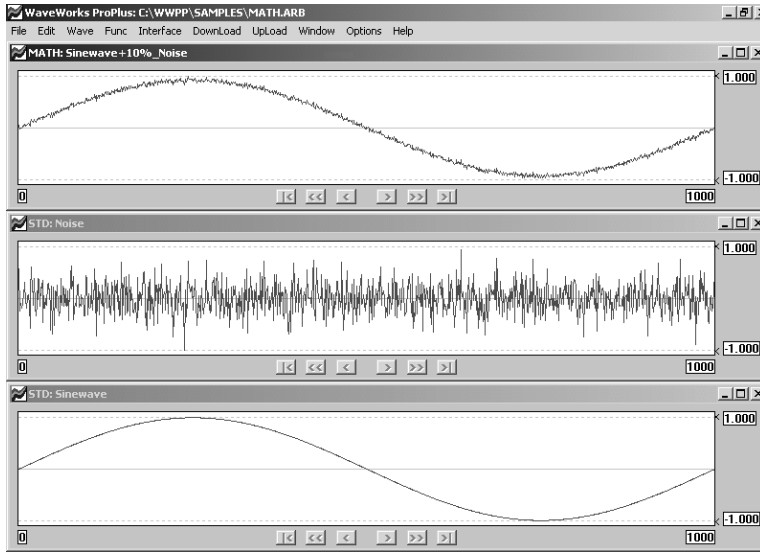 WaveWorks ProPlus: C:\WWPP\SAMPLES\MATH.ARB
File Edit Wave Func Interface DownLoad UpLoad Window Options Help
MATH: Sinewave+10%_Noise
1.000
-1.000
0 |< << < > >> >| 1000
STD: Noise
1.000
-1.000
0 |< << < > >> >| 1000
STD: Sinewave
1.000
-1.000
0 |< << < > >> >| 1000